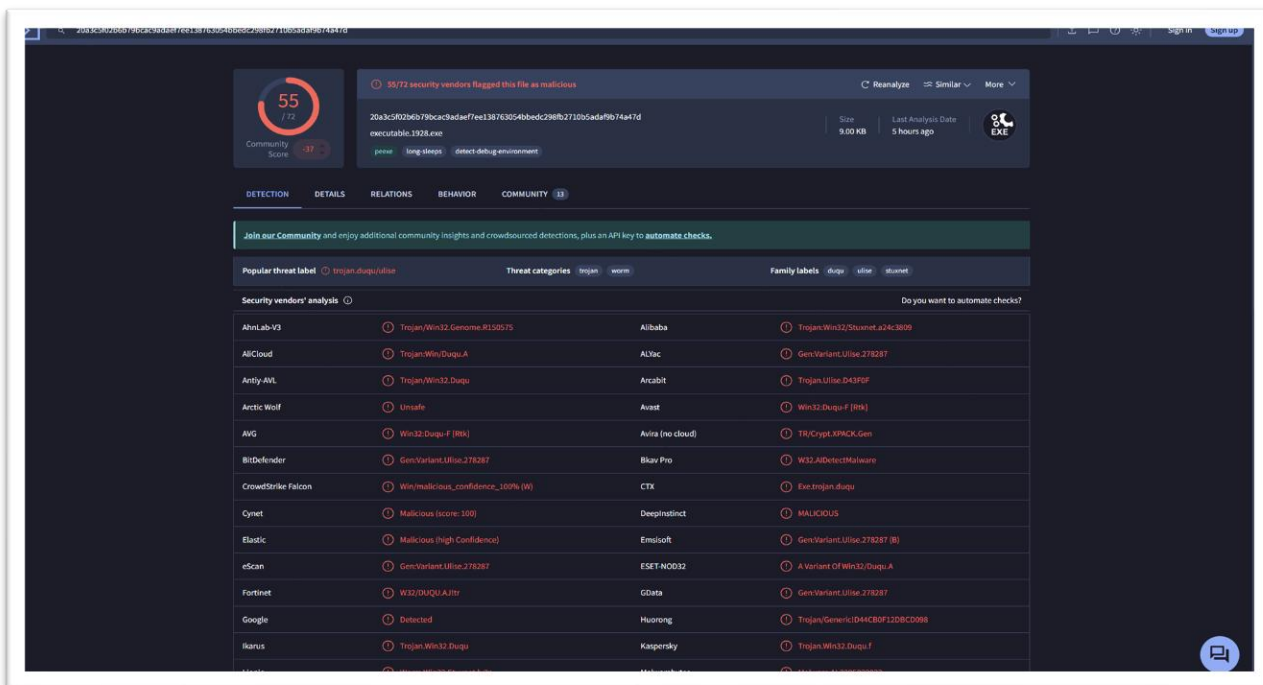 Sign in Sign up
55
/ 72
Community
Score
-37
55/72 security vendors flagged this file as malicious
Reanalyze Similar More
executable.1928.exe
Size
9.00 KB
Last Analysis Date
5 hours ago
EXE
peexe long-sleeps detect-debug-environment
DETECTION DETAILS RELATIONS BEHAVIOR COMMUNITY 13
Join our Community and enjoy additional community insights and crowdsourced detections, plus an API key to automate checks.
Popular threat label trojan.duqu/ulise Threat categories trojan worm Family labels duqu ulise stuxnet
Security vendors' analysis Do you want to automate checks?
AhnLab-V3 Trojan/Win32.Genome.R150575 Alibaba Trojan:Win32/Stuxnet.a24c3809
AliCloud Trojan:Win/Duqu.A ALYac Gen:Variant.Ulise.278287
Antiy-AVL Trojan/Win32.Duqu Arcabit Trojan.Ulise.D43F0F
Arctic Wolf Unsafe Avast Win32:Duqu-F [Rtk]
AVG Win32:Duqu-F [Rtk] Avira (no cloud) TR/Crypt.XPACK.Gen
BitDefender Gen:Variant.Ulise.278287 Bkav Pro W32.AIDetectMalware
CrowdStrike Falcon Win/malicious_confidence_100% (W) CTX Exe.trojan.duqu
Cynet Malicious (score: 100) DeepInstinct MALICIOUS
Elastic Malicious (high Confidence) Emsisoft Gen:Variant.Ulise.278287 (B)
eScan Gen:Variant.Ulise.278287 ESET-NOD32 A Variant Of Win32/Duqu.A
Fortinet W32/DUQU.A.!tr GData Gen:Variant.Ulise.278287
Google Detected Huorong Trojan/Generic!D44CB0F12DBCD098
Ikarus Trojan.Win32.Duqu Kaspersky Trojan.Win32.Duqu.f